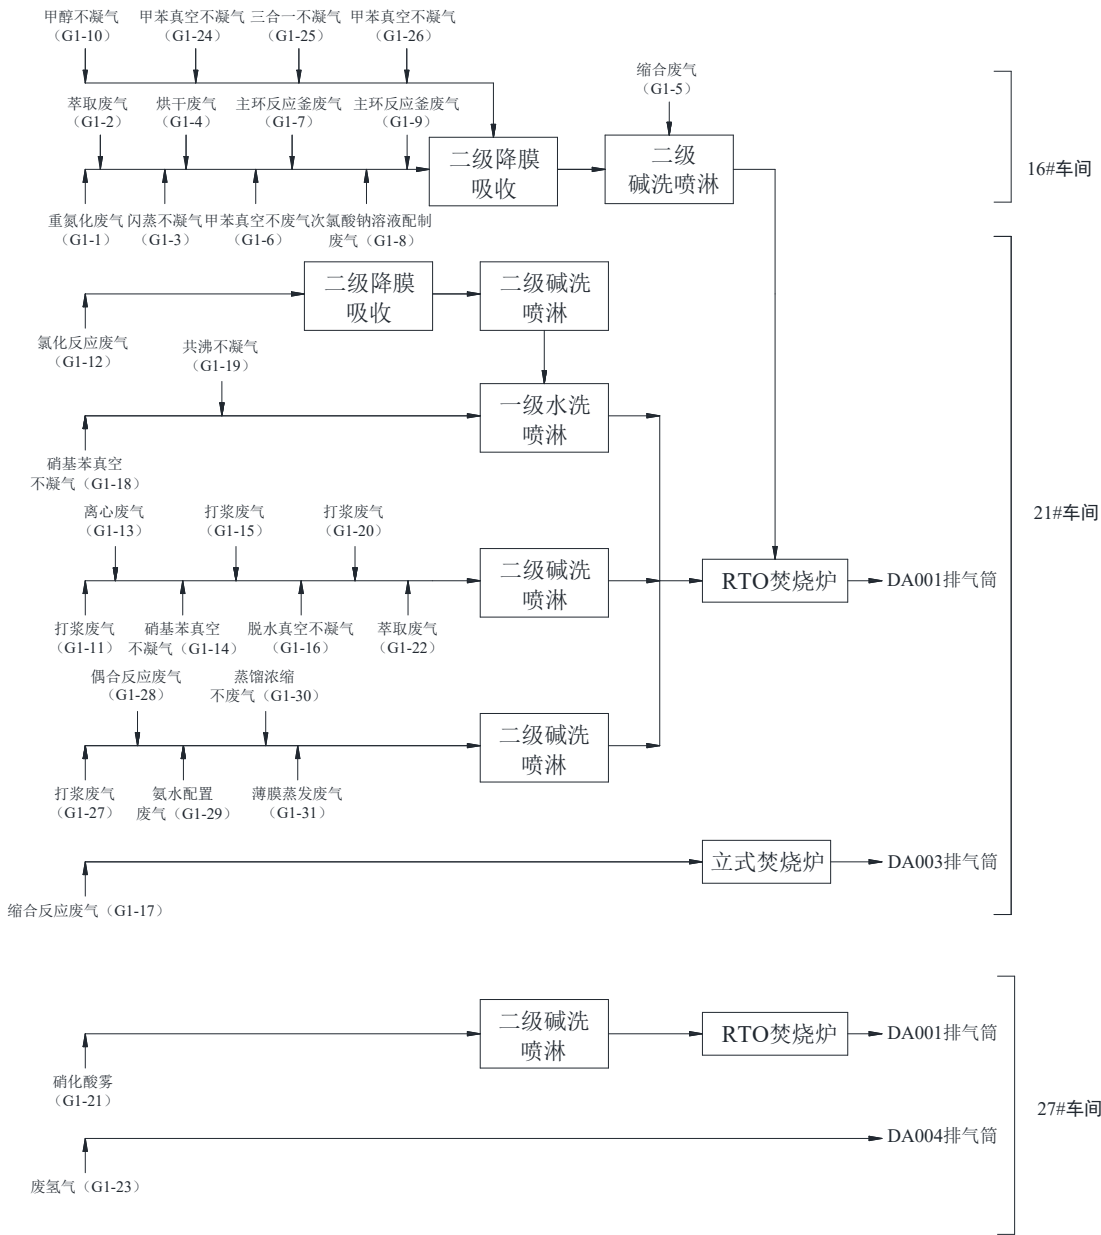 甲醇不凝气
（G1-10）
甲苯真空不凝气
（G1-24）
三合一不凝气
（G1-25）
甲苯真空不凝气
（G1-26）
缩合废气
（G1-5）
萃取废气
（G1-2）
烘干废气
（G1-4）
主环反应釜废气
（G1-7）
主环反应釜废气
（G1-9）
二级降膜
吸收
二级
碱洗喷淋
16#车间
重氮化废气
（G1-1）
闪蒸不凝气
（G1-3）
甲苯真空不废气
（G1-6）
次氯酸钠溶液配制
废气（G1-8）
二级降膜
吸收
二级碱洗
喷淋
氯化反应废气
（G1-12）
共沸不凝气
（G1-19）
一级水洗
喷淋
硝基苯真空
不凝气（G1-18）
离心废气
（G1-13）
打浆废气
（G1-15）
打浆废气
（G1-20）
21#车间
二级碱洗
喷淋
RTO焚烧炉
DA001排气筒
打浆废气
（G1-11）
硝基苯真空
不凝气（G1-14）
脱水真空不凝气
（G1-16）
萃取废气
（G1-22）
偶合反应废气
（G1-28）
蒸馏浓缩
不废气（G1-30）
二级碱洗
喷淋
打浆废气
（G1-27）
氨水配置
废气（G1-29）
薄膜蒸发废气
（G1-31）
立式焚烧炉
DA003排气筒
缩合反应废气（G1-17）
二级碱洗
喷淋
RTO焚烧炉
DA001排气筒
硝化酸雾
（G1-21）
27#车间
DA004排气筒
废氢气（G1-23）